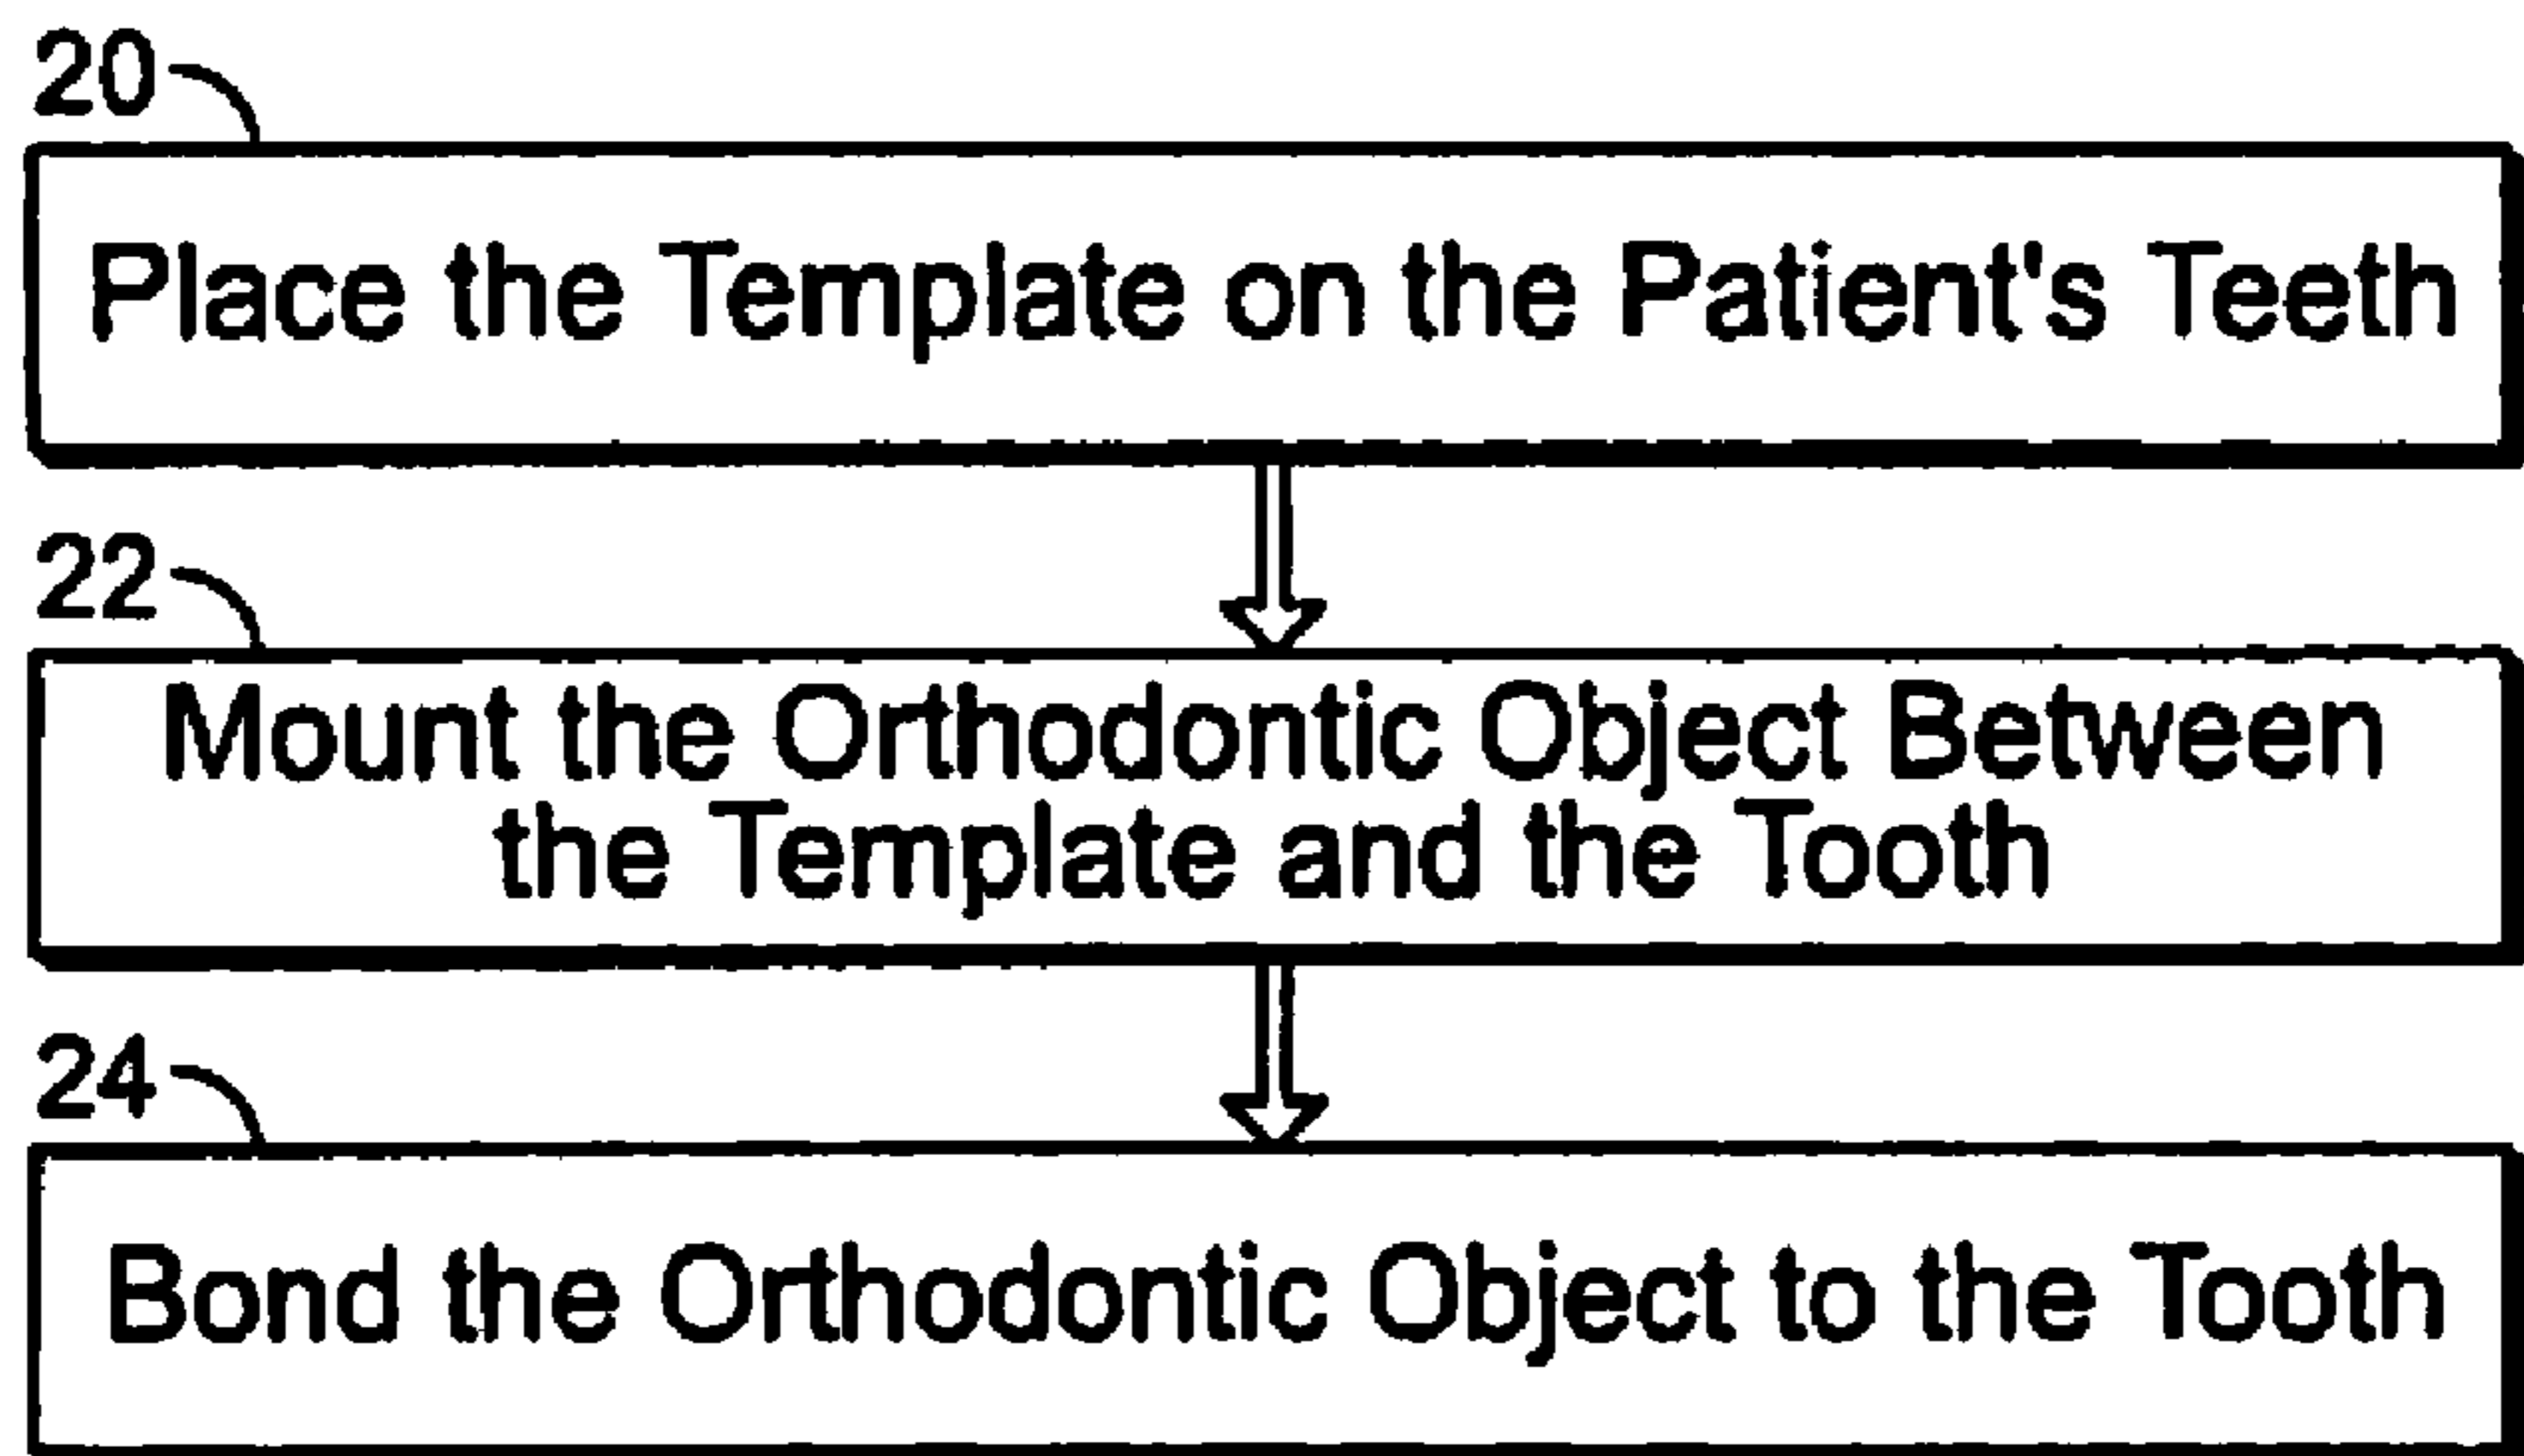 20
Place the Template on the Patient's Teeth
22
Mount the Orthodontic Object Between
the Template and the Tooth
24
Bond the Orthodontic Object to the Tooth